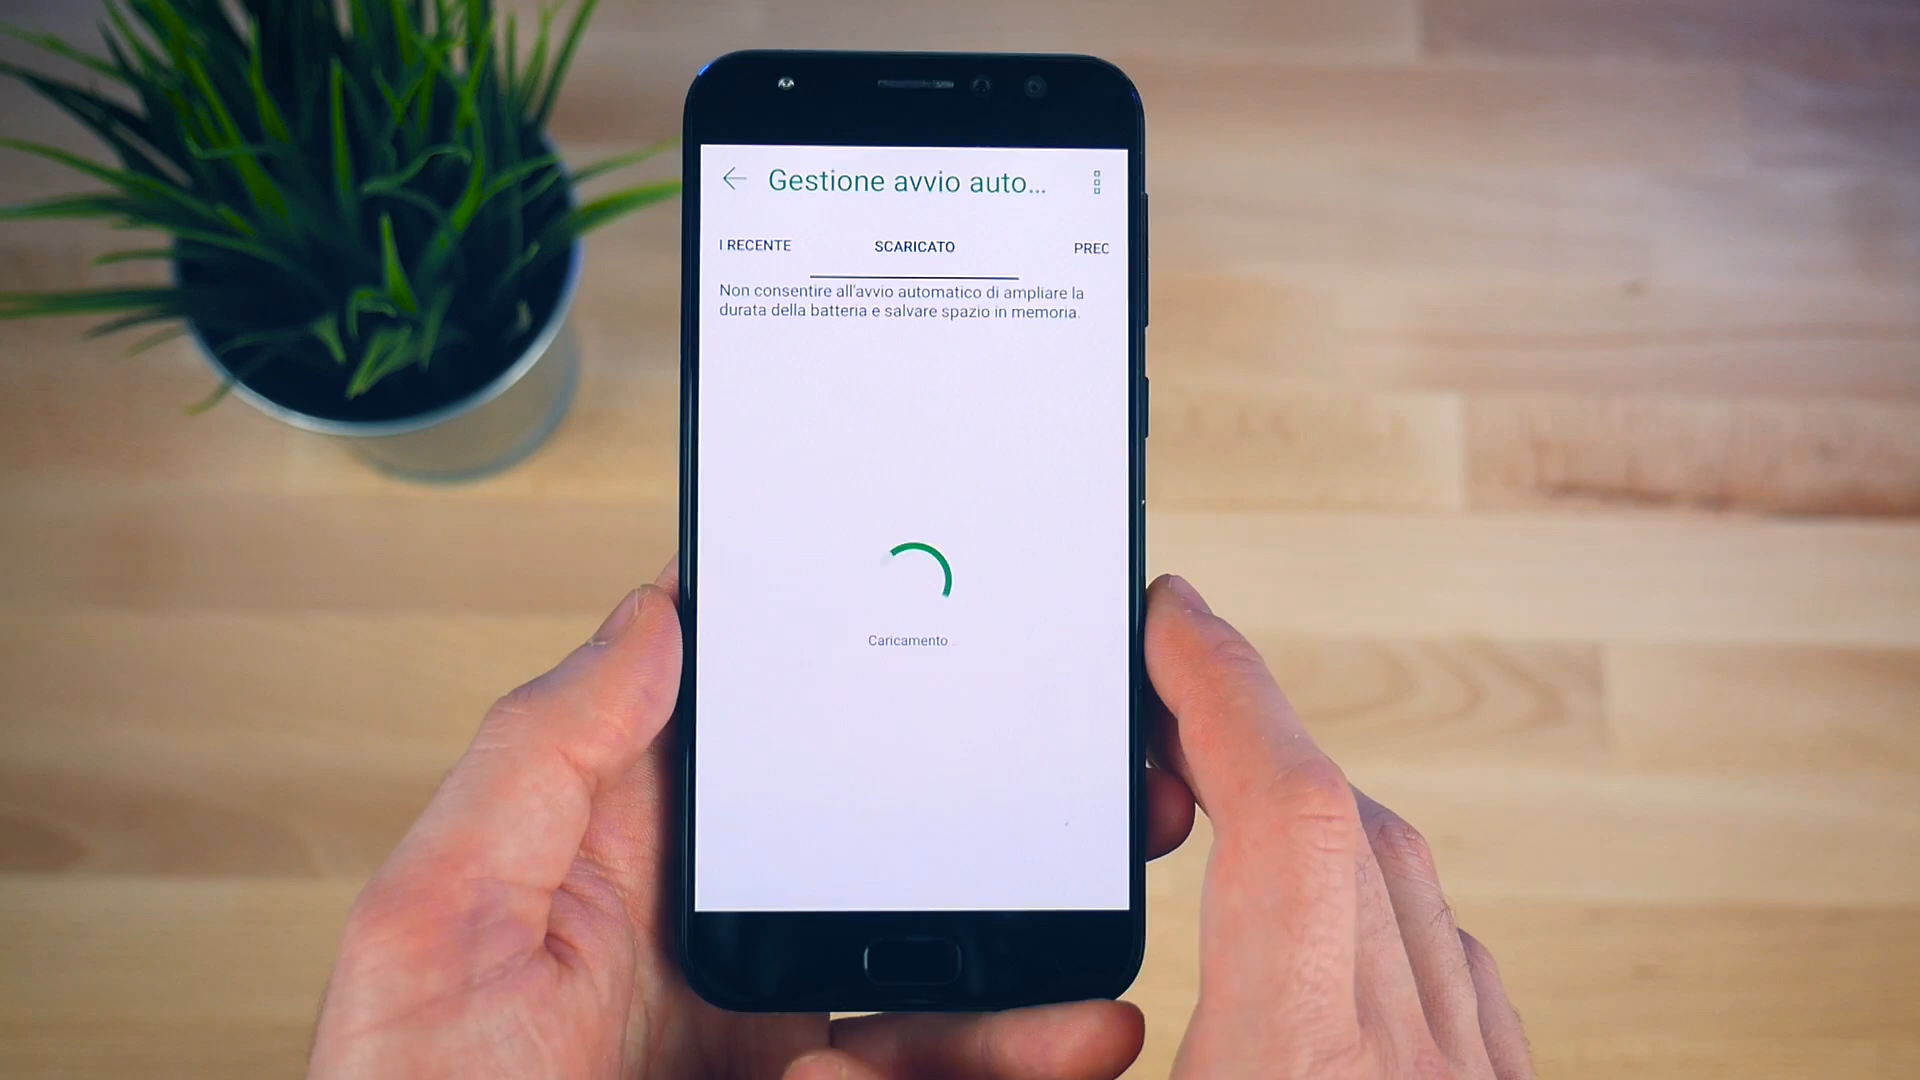 Gestione avvio auto...
I RECENTE SCARICATO PREC
Non consentire all'avvio automatico di ampliare la
durata della batteria e salvare spazio in memoria.
Caricamento